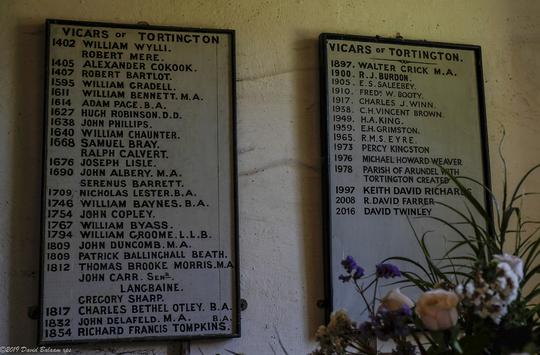 VICARS OF TORTINGTON
1402 WILLIAM WYLLI.
ROBERT MERE.
1405 ALEXANDER COKOOK.
1407 ROBERT BARTLOT.
1595 WILLIAM GRADELL.
1611 WILLIAM BENNETT. M.A.
1614 ADAM PAGE. B.A.
1627 HUGH ROBINSON. D.D.
1638 JOHN PHILLIPS.
1640 WILLIAM CHAUNTER.
1668 SAMUEL BRAY.
RALPH CALVERT.
1676 JOSEPH LISLE.
1690 JOHN ALBERY. M.A.
SERENUS BARRETT.
1709 NICHOLAS LESTER. B.A.
1746 WILLIAM BAYNES. B.A.
1754 JOHN COPLEY.
1767 WILLIAM BYASS.
1794 WILLIAM GROOME. L.L.B.
1809 JOHN DUNCOMB. M.A.
1809 PATRICK BALLINGHALL BEATH.
1812 THOMAS BROOKE MORRIS. M.A
JOHN CARR. Senr.
LANGBAINE.
GREGORY SHARP.
1817 CHARLES BETHEL OTLEY. B.A.
1832 JOHN DELAFELD. M.A. B.A.
1854 RICHARD FRANCIS TOMPKINS.
VICARS OF TORTINGTON.
1897. WALTER CRICK M.A.
1900. R.J. BURDON.
1905. E.S. SALEEBEY.
1910. FREDK W. BOOTY.
1917. CHARLES J. WINN.
1938. C.H. VINCENT BROWN.
1949. H.A. KING.
1959. E.H. GRIMSTON.
1965. R.M.S. EYRE.
1973 PERCY KINGSTON
1976 MICHAEL HOWARD WEAVER
1978 PARISH OF ARUNDEL WITH
TORTINGTON CREATED
1997 KEITH DAVID RICHARDS
2008 R. DAVID FARRER
2016 DAVID TWINLEY
©2019 David Balaam rps